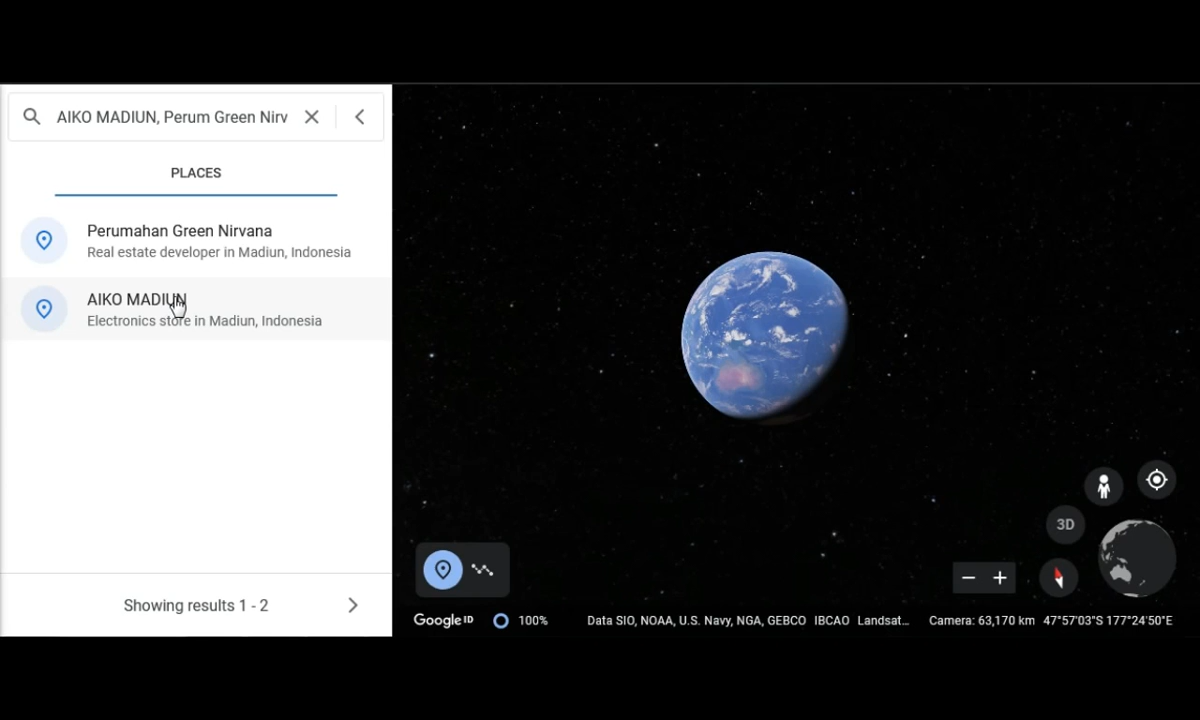 AIKO MADIUN, Perum Green Nirv
PLACES
Perumahan Green Nirvana
Real estate developer in Madiun, Indonesia
AIKO MADIUN
Electronics store in Madiun, Indonesia
Showing results 1 - 2
3D
Google ID
100%
Data SIO, NOAA, U.S. Navy, NGA, GEBCO IBCAO Landsat...
Camera: 63,170 km 47°57'03"S 177°24'50"E